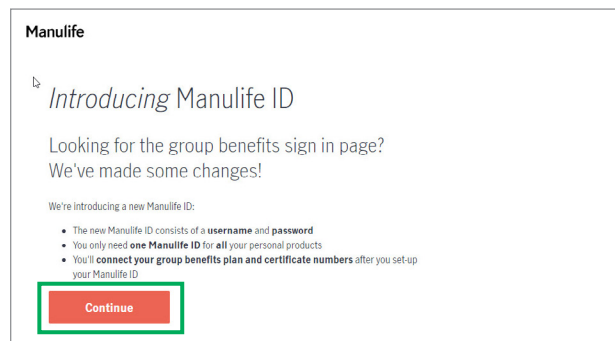 Manulife
Introducing Manulife ID
Looking for the group benefits sign in page?
We've made some changes!
We're introducing a new Manulife ID:
• The new Manulife ID consists of a username and password
• You only need one Manulife ID for all your personal products
• You'll connect your group benefits plan and certificate numbers after you set-up
your Manulife ID
Continue